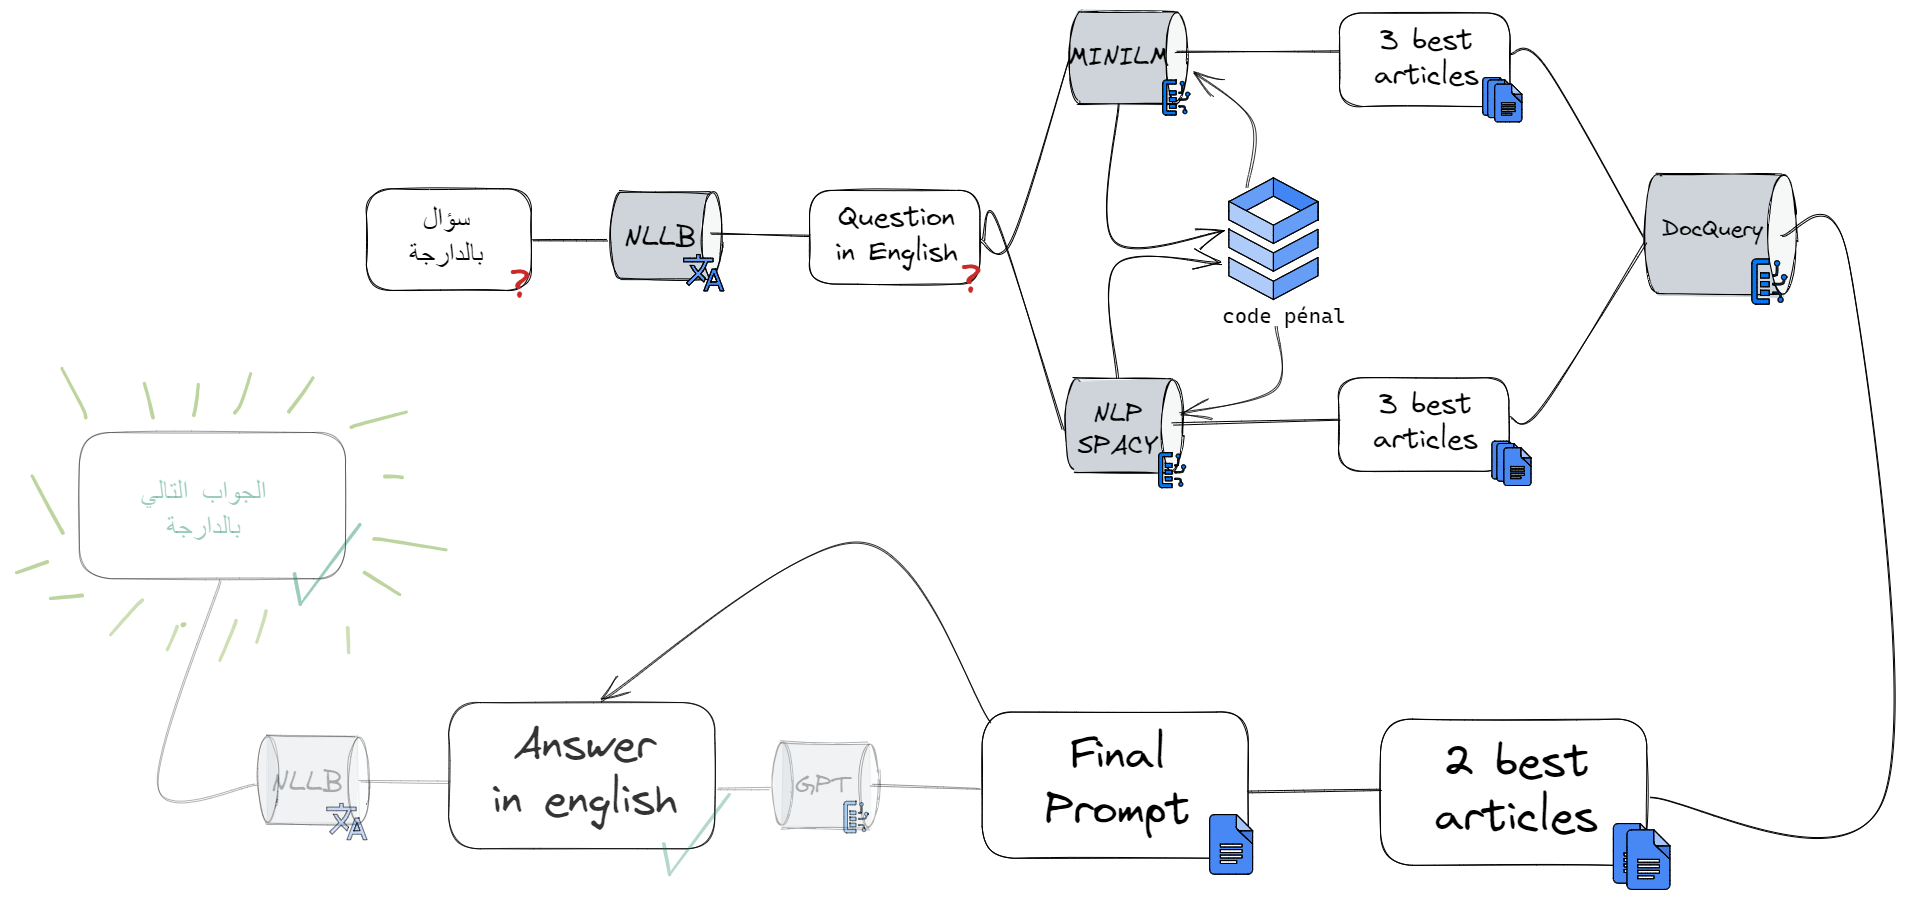 سؤال
بالدارجة
?
NLLB
Question
in English
?
MINILM
3 best
articles
code pénal
NLP
SPACY
3 best
articles
DocQuery
2 best
articles
Final
Prompt
GPT
Answer
in english
NLLB
الجواب التالي
بالدارجة